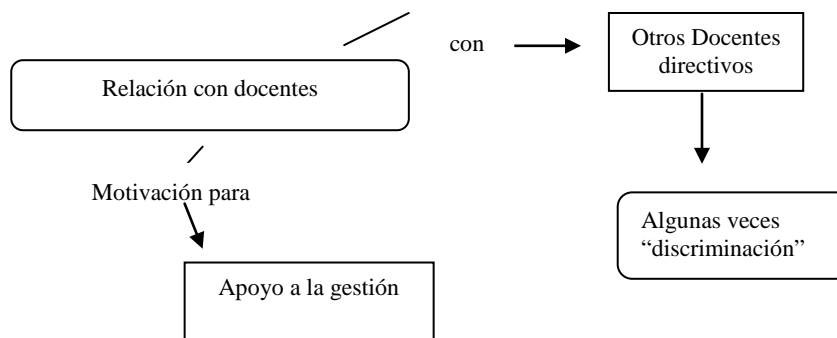 con
Otros Docentes
directivos
Relación con docentes
Motivación para
Algunas veces
“discriminación”
Apoyo a la gestión